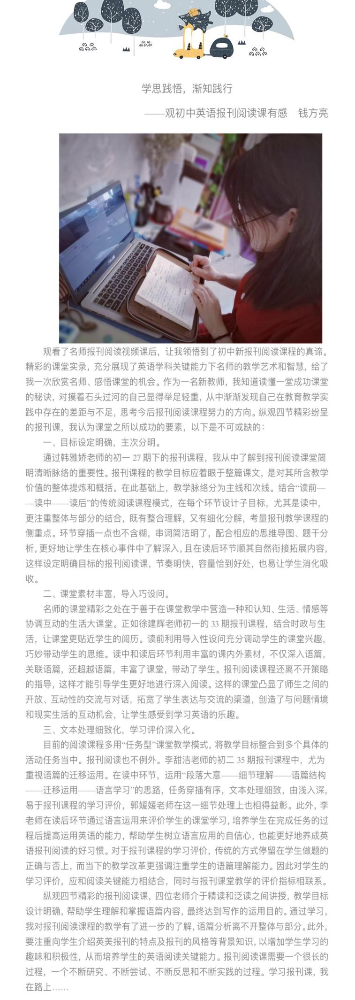 学思践悟，渐知践行
——观初中英语报刊阅读课有感 钱方亮
观看了名师报刊阅读视频课后，让我领悟到了初中新报刊阅读课程的真谛。
精彩的课堂实录，充分展现了英语学科关键能力下名师的教学艺术和智慧，给了
我一次欣赏名师、感悟课堂的机会。作为一名新教师，我知道读懂一堂成功课堂
的秘诀，对摸着石头过河的自己显得举足轻重，从中渐渐发现自己在教育教学实
践中存在的差距与不足，思考今后报刊阅读课程努力的方向。纵观四节精彩纷呈
的报刊课，我认为课堂之所以成功的要素，以下是不可或缺的：
一、目标设定明确，主次分明。
通过韩雅娇老师的初一 27 期下的报刊课程，我从中了解到报刊阅读课堂简
明清晰脉络的重要性。报刊课程的教学目标应着眼于整篇课文，是对其所含教学
价值的整体提炼和概括。在此基础上，教学脉络分为主线和次线。结合“读前—
—读中——读后”的传统阅读课程模式，在每个环节设计子目标，尤其是读中，
更注重整体与部分的结合，既有整合理解，又有细化分解，考量报刊教学课程的
侧重点。环节穿插一点也不含糊，串词简洁明了，配合相应的思维导图、题干分
析，更好地让学生在核心事件中了解深入，且在读后环节顺其自然衔接拓展内容，
这样设定明确目标的报刊阅读课，节奏明快，容量恰到好处，也易让学生消化吸
收。
二、课堂素材丰富，导入巧设问。
名师的课堂精彩之处在于善于在课堂教学中营造一种和认知、生活、情感等
协调互动的生活大课堂。正如徐建辉老师初一的 33 期报刊课程，结合时政与生
活，让课堂更贴近学生的阅历。读前利用导入性设问充分调动学生的课堂兴趣，
巧妙带动学生的思维。读中和读后环节利用丰富的课内外素材，不仅深入语篇，
关联语篇，还超越语篇，丰富了课堂，带动了学生。报刊阅读课程还离不开策略
的指导，这样才能引导学生更好地进行深入阅读。这样的课堂凸显了师生之间的
开放、互动性的交流与对话，拓宽了学生表达与交流的渠道，创造了与问题情境
和现实生活的互动机会，让学生感受到学习英语的乐趣。
三、文本处理细致化，学习评价深入化。
目前的阅读课程多用“任务型”课堂教学模式，将教学目标整合到多个具体的
活动任务当中。报刊阅读也不例外。李甜洁老师的初二 35 期报刊课程中，尤为
重视语篇的迁移运用。在读中环节，运用“段落大意——细节理解——语篇结构
——迁移运用——语言学习”的思路，任务穿插有序，文本处理细致，由浅入深，
易于报刊课程的学习评价，郭媛媛老师在这一细节处理上也相得益彰。此外，李
老师在读后环节通过语言运用来评价学生的课堂学习，培养学生在完成任务的过
程后提高运用英语的能力，帮助学生树立语言应用的自信心，也能更好地养成英
语报刊阅读的好习惯。对于报刊课程的学习评价，传统的方式停留在学生做题的
正确与否上，而当下的教学改革更强调注重学生的语篇理解能力。因此对学生的
学习评价，应和阅读关键能力相结合，同时与报刊课堂教学的评价指标相联系。
纵观四节精彩的报刊阅读课，四位老师介于精读和泛读之间讲授，教学目标
设计明确，帮助学生理解和掌握语篇内容，最终达到写作的运用目的。通过学习，
我对报刊阅读课程的教学有了进一步的了解，语篇分析离不开整体与部分。此外，
要注重向学生介绍英美报刊的特点及报刊的风格等背景知识，以增加学生学习的
趣味和积极性，从而培养学生的英语阅读关键能力。报刊阅读课需要一个很长的
过程，一个不断研究、不断尝试、不断反思和不断实践的过程。学习报刊课，我
在路上……